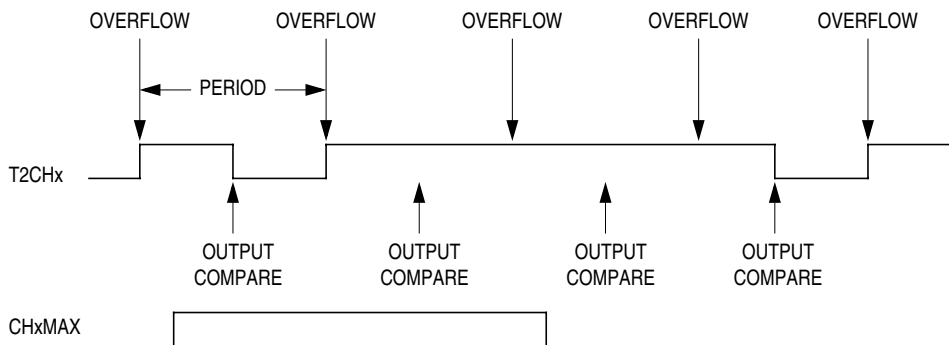 OVERFLOW OVERFLOW OVERFLOW OVERFLOW OVERFLOW
PERIOD
T2CHx
OUTPUT COMPARE
OUTPUT COMPARE
OUTPUT COMPARE
OUTPUT COMPARE
CHxMAX